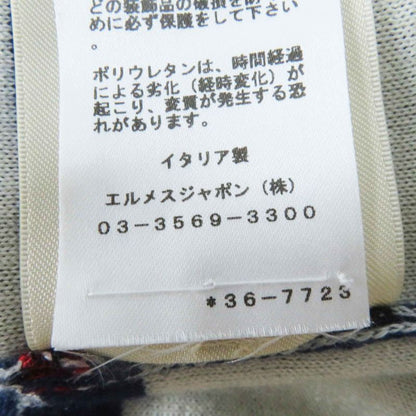 どの装飾品の破損を防ぐた
めに必ず保護をして下さい
。
ポリウレタンは、時間経過
による劣化（経時変化）が
起こり、変質が発生する恐
れがあります。
イタリア製
エルメスジャポン（株）
03-3569-3300
*36-7723